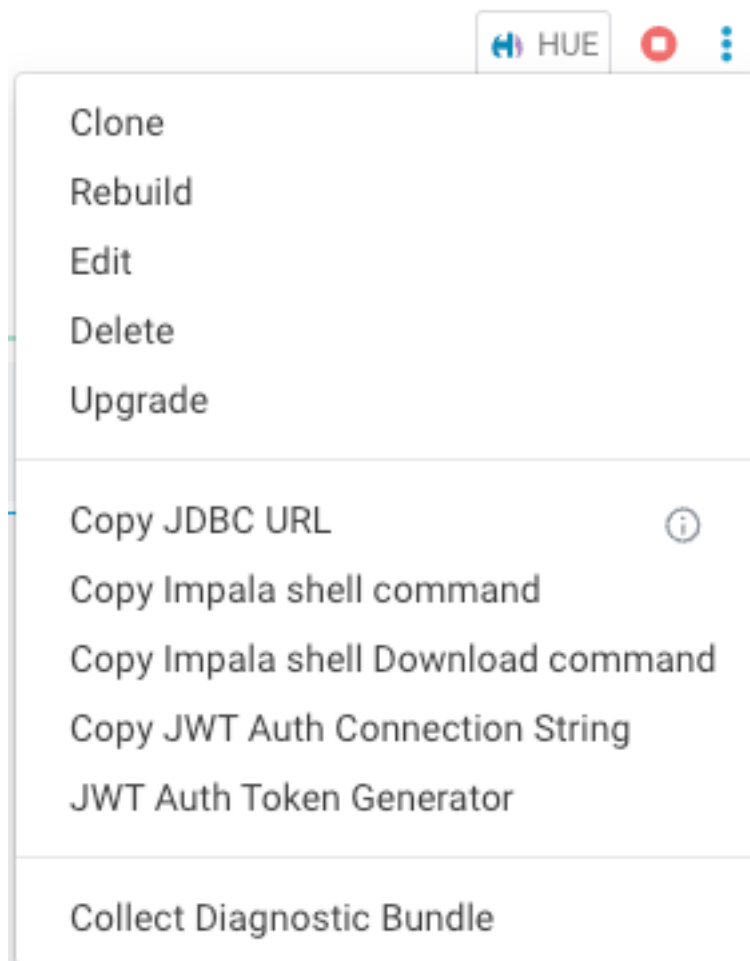 HUE
Clone
Rebuild
Edit
Delete
Upgrade
Copy JDBC URL
Copy Impala shell command
Copy Impala shell Download command
Copy JWT Auth Connection String
JWT Auth Token Generator
Collect Diagnostic Bundle